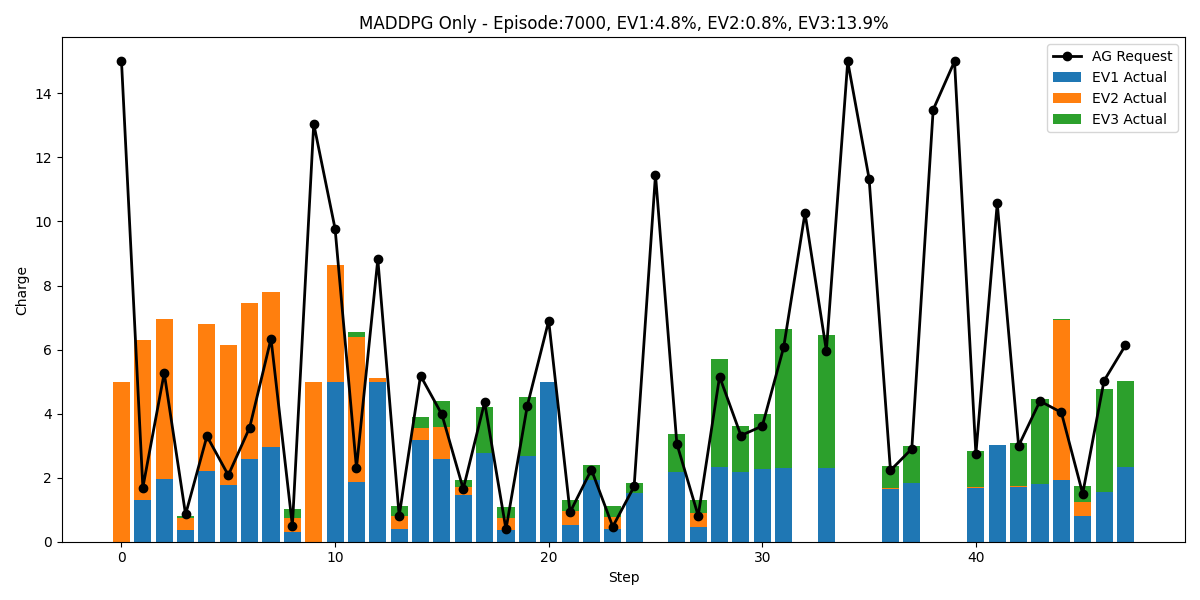 MADDPG Only - Episode:7000, EV1:4.8%, EV2:0.8%, EV3:13.9%
AG Request
EV1 Actual
EV2 Actual
EV3 Actual
Charge
14
12
10
8
6
4
2
0
0
10
20
30
40
Step